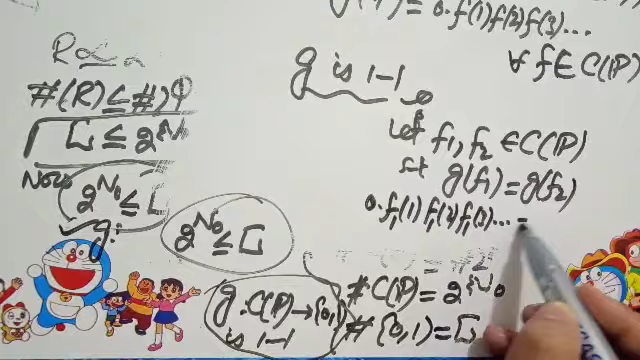 = 0.f(1)f(2)f(3)...
∀ f∈C(ℙ)
g is 1-1
Let f₁, f₂ ∈ C(ℙ)
st g(f₁) = g(f₂)
0.f₁(1) f₁(2) f₁(3)... =
#(R) ≤ #
C ≤ 2^ℵ
Now
2^ℵ₀ ≤ C
g:
2^ℵ₀ ≤ C
g. C(ℙ) → (0,1)
is 1-1
#C(ℙ) = 2^ℵ₀
#(0,1) = C